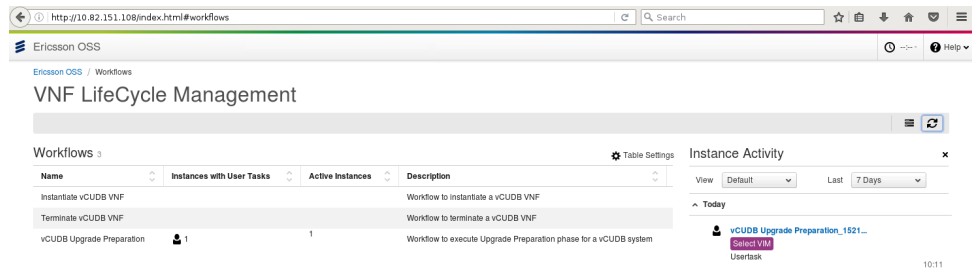 http://10.82.151.108/index.html#workflows
Search
Ericsson OSS
--:--
Help
Ericsson OSS / Workflows
VNF LifeCycle Management
Workflows 3
Table Settings
Instance Activity
Name Instances with User Tasks Active Instances Description
View Default Last 7 Days
Instantiate vCUDB VNF Workflow to instantiate a vCUDB VNF
Today
Terminate vCUDB VNF Workflow to terminate a vCUDB VNF
vCUDB Upgrade Preparation 1 1 Workflow to execute Upgrade Preparation phase for a vCUDB system
vCUDB Upgrade Preparation_1521...
Select VIM
Usertask
10:11